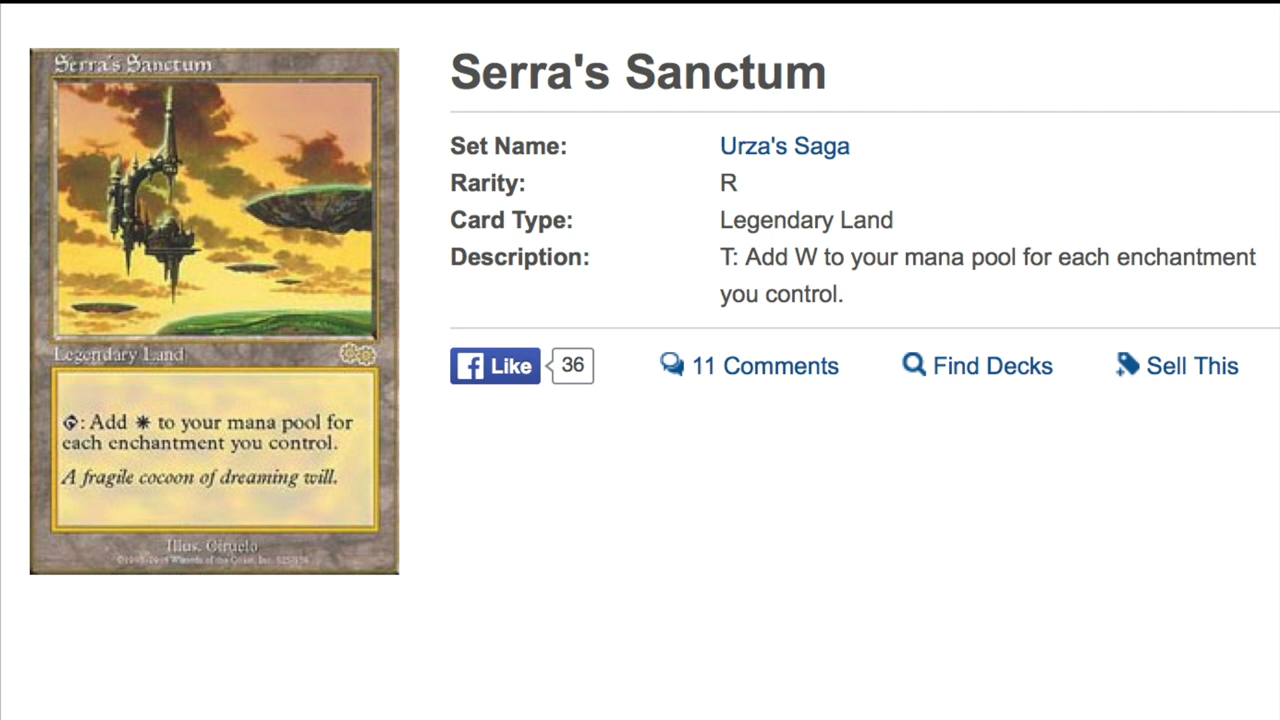 Serra's Sanctum
Legendary Land
T: Add W to your mana pool for
each enchantment you control.
A fragile cocoon of dreaming will.
Illus. Ciruelo
Serra's Sanctum
Set Name: Urza's Saga
Rarity: R
Card Type: Legendary Land
Description: T: Add W to your mana pool for each enchantment
you control.
Like 36 11 Comments Find Decks Sell This